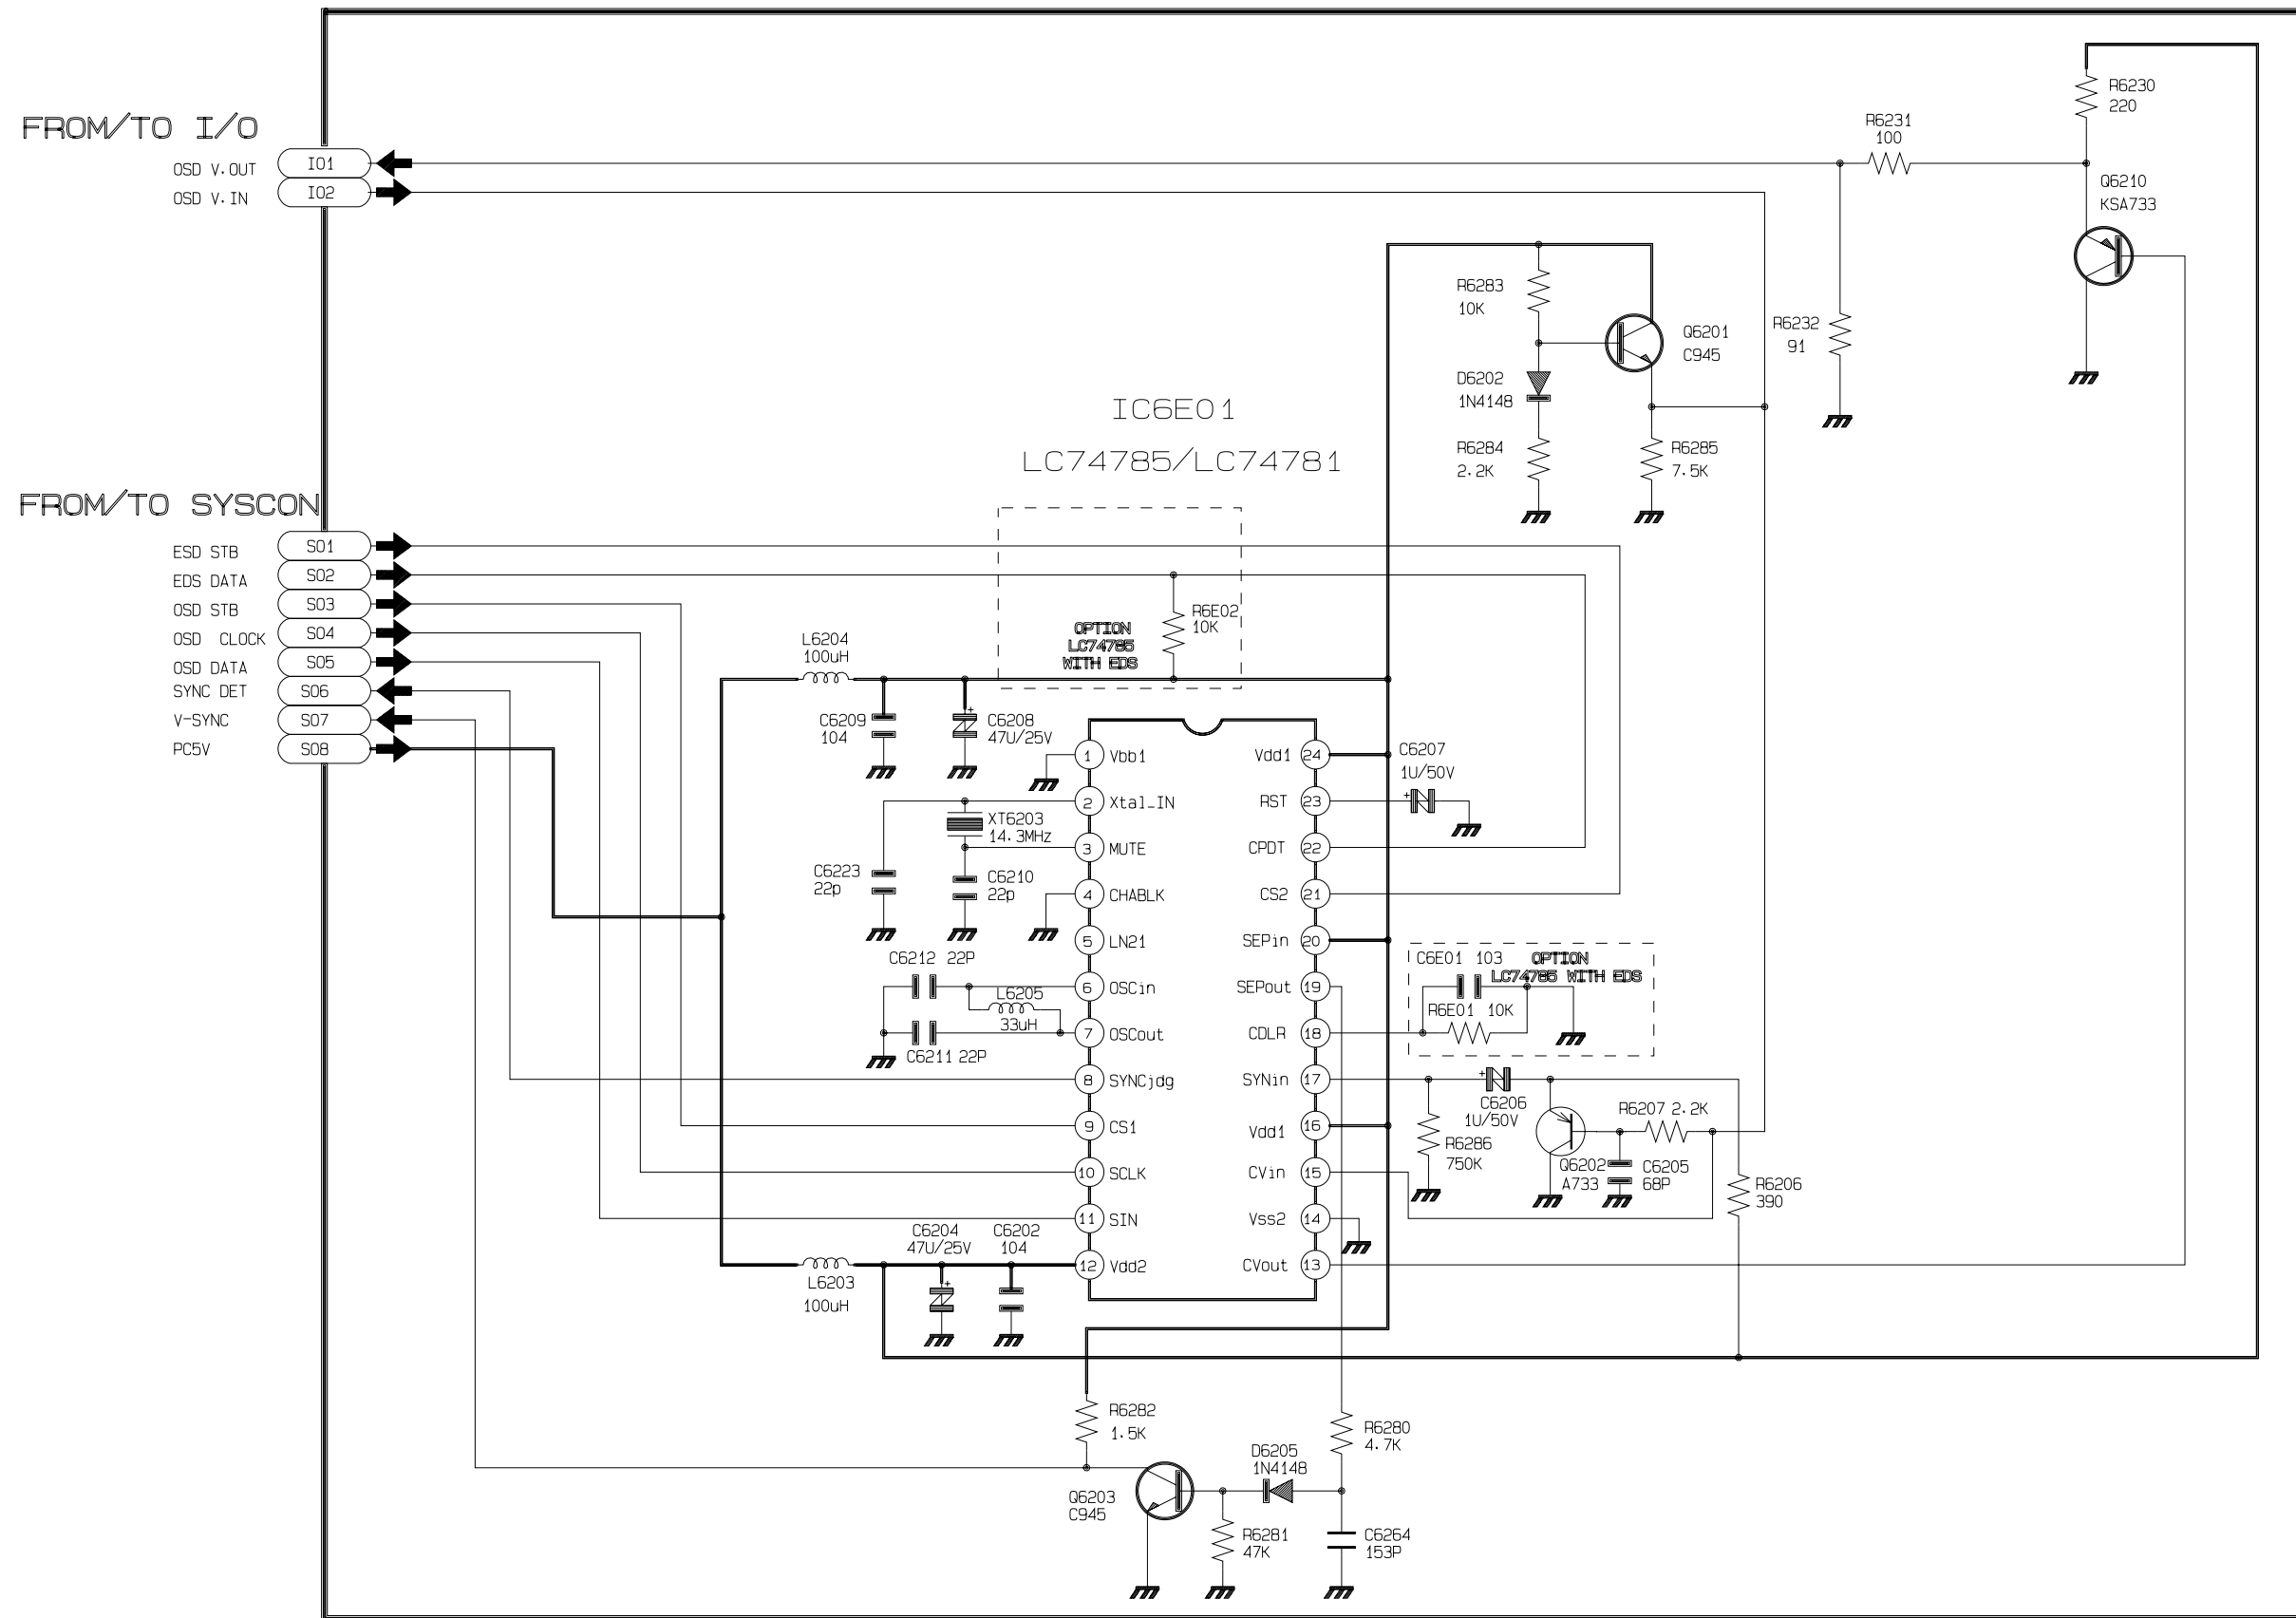 FROM/TO I/O
OSD V.OUT
IO1
OSD V.IN
IO2
R6230
220
R6231
100
Q6210
KSA733
R6283
10K
Q6201
C945
R6232
91
D6202
1N4148
R6284
2.2K
R6285
7.5K
IC6E01
LC74785/LC74781
FROM/TO SYSCON
ESD STB
SO1
EDS DATA
SO2
OSD STB
SO3
OSD CLOCK
SO4
OSD DATA
SO5
SYNC DET
SO6
V-SYNC
SO7
PC5V
SO8
R6E02
10K
OPTION
LC74785
WITH EDS
L6204
100uH
C6209
104
+
C6208
47U/25V
1 Vbb1
2 Xtal_IN
3 MUTE
4 CHABLK
5 LN21
6 OSCin
7 OSCout
8 SYNCjdg
9 CS1
10 SCLK
11 SIN
12 Vdd2
Vdd1 24
RST 23
CPDT 22
CS2 21
SEPin 20
SEPout 19
CDLR 18
SYNin 17
Vdd1 16
CVin 15
Vss2 14
CVout 13
C6207
1U/50V
+
XT6203
14.3MHz
C6223
22p
C6210
22p
C6212 22P
L6205
33uH
C6211 22P
C6E01 103
OPTION
LC74785 WITH EDS
R6E01 10K
+
C6206
1U/50V
R6207 2.2K
R6286
750K
Q6202
A733
C6205
68P
R6206
390
C6204
47U/25V
+
C6202
104
L6203
100uH
R6282
1.5K
R6280
4.7K
D6205
1N4148
Q6203
C945
R6281
47K
C6264
153P